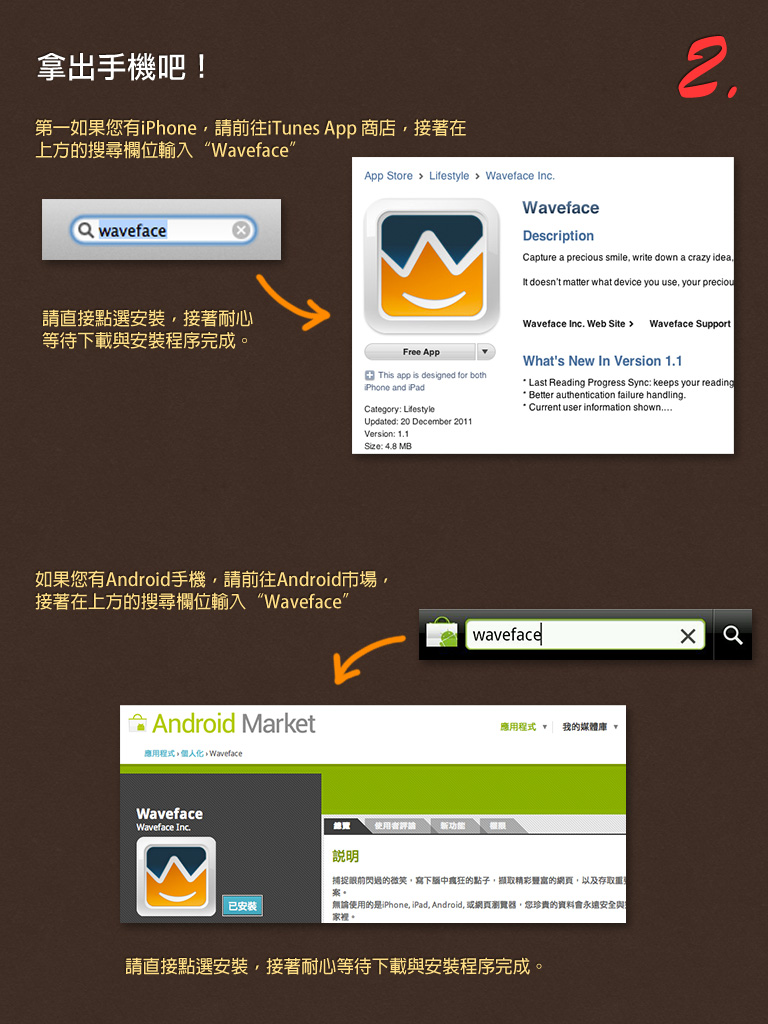 拿出手機吧！
2.
第一如果您有iPhone，請前往iTunes App 商店，接著在
上方的搜尋欄位輸入“Waveface”
waveface
請直接點選安裝，接著耐心
等待下載與安裝程序完成。
App Store › Lifestyle › Waveface Inc.
Waveface
Description
Capture a precious smile, write down a crazy idea,
It doesn't matter what device you use, your preciou
Waveface Inc. Web Site › Waveface Support
What's New In Version 1.1
* Last Reading Progress Sync: keeps your reading
* Better authentication failure handling.
* Current user information shown....
Free App
This app is designed for both
iPhone and iPad
Category: Lifestyle
Updated: 20 December 2011
Version: 1.1
Size: 4.8 MB
如果您有Android手機，請前往Android市場，
接著在上方的搜尋欄位輸入“Waveface”
waveface
Android Market
應用程式 我的媒體庫
應用程式 › 個人化 › Waveface
Waveface
Waveface Inc.
已安裝
總覽 使用者評論 新功能 權限
說明
捕捉眼前閃過的微笑，寫下腦中瘋狂的點子，擷取精彩豐富的網頁，以及存取重要
案。
無論使用的是iPhone, iPad, Android, 或網頁瀏覽器，您珍貴的資料會永遠安全與
家裡。
請直接點選安裝，接著耐心等待下載與安裝程序完成。